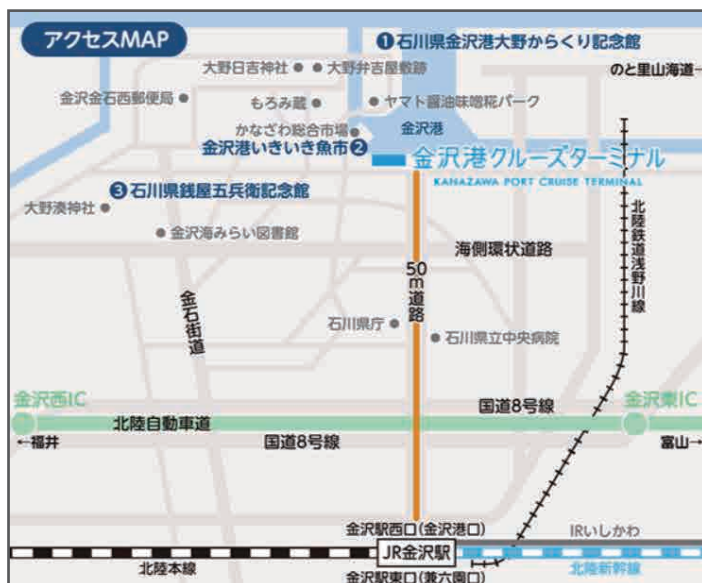 アクセスMAP
❶石川県金沢港大野からくり記念館
大野日吉神社
大野弁吉屋敷跡
のと里山海道→
金沢金石西郵便局
もろみ蔵
ヤマト醤油味噌糀パーク
かなざわ総合市場
金沢港
金沢港いきいき魚市❷
金沢港クルーズターミナル
KANAZAWA PORT CRUISE TERMINAL
❸石川県銭屋五兵衛記念館
大野湊神社
金沢海みらい図書館
北陸鉄道浅野川線
海側環状道路
50m道路
金石街道
石川県庁
石川県立中央病院
金沢西IC
国道8号線
金沢東IC
北陸自動車道
←福井
国道8号線
富山→
金沢駅西口(金沢港口)
IRいしかわ
JR金沢駅
北陸本線
北陸新幹線
金沢駅東口(兼六園口)